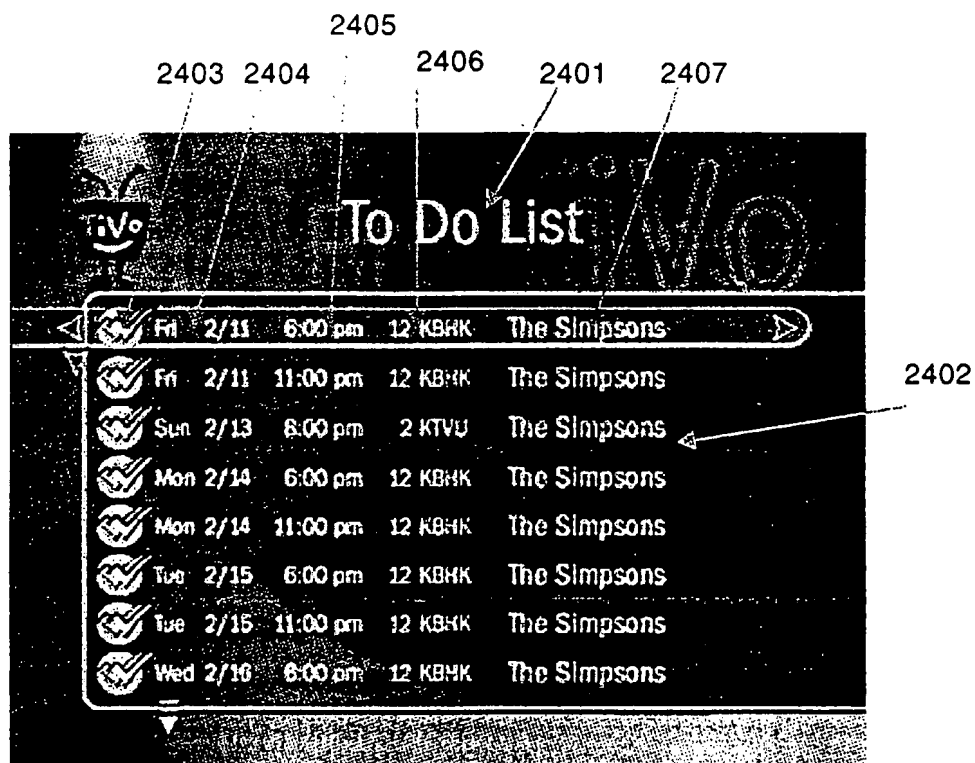 2405
2403 2404 2406 2401 2407
TiVo
To Do List
TiVo
Fri 2/11 6:00 pm 12 KBHK The Simpsons
Fri 2/11 11:00 pm 12 KBHK The Simpsons
2402
Sun 2/13 8:00 pm 2 KTVU The Simpsons
Mon 2/14 6:00 pm 12 KBHK The Simpsons
Mon 2/14 11:00 pm 12 KBHK The Simpsons
Tue 2/15 6:00 pm 12 KBHK The Simpsons
Tue 2/15 11:00 pm 12 KBHK The Simpsons
Wed 2/16 6:00 pm 12 KBHK The Simpsons